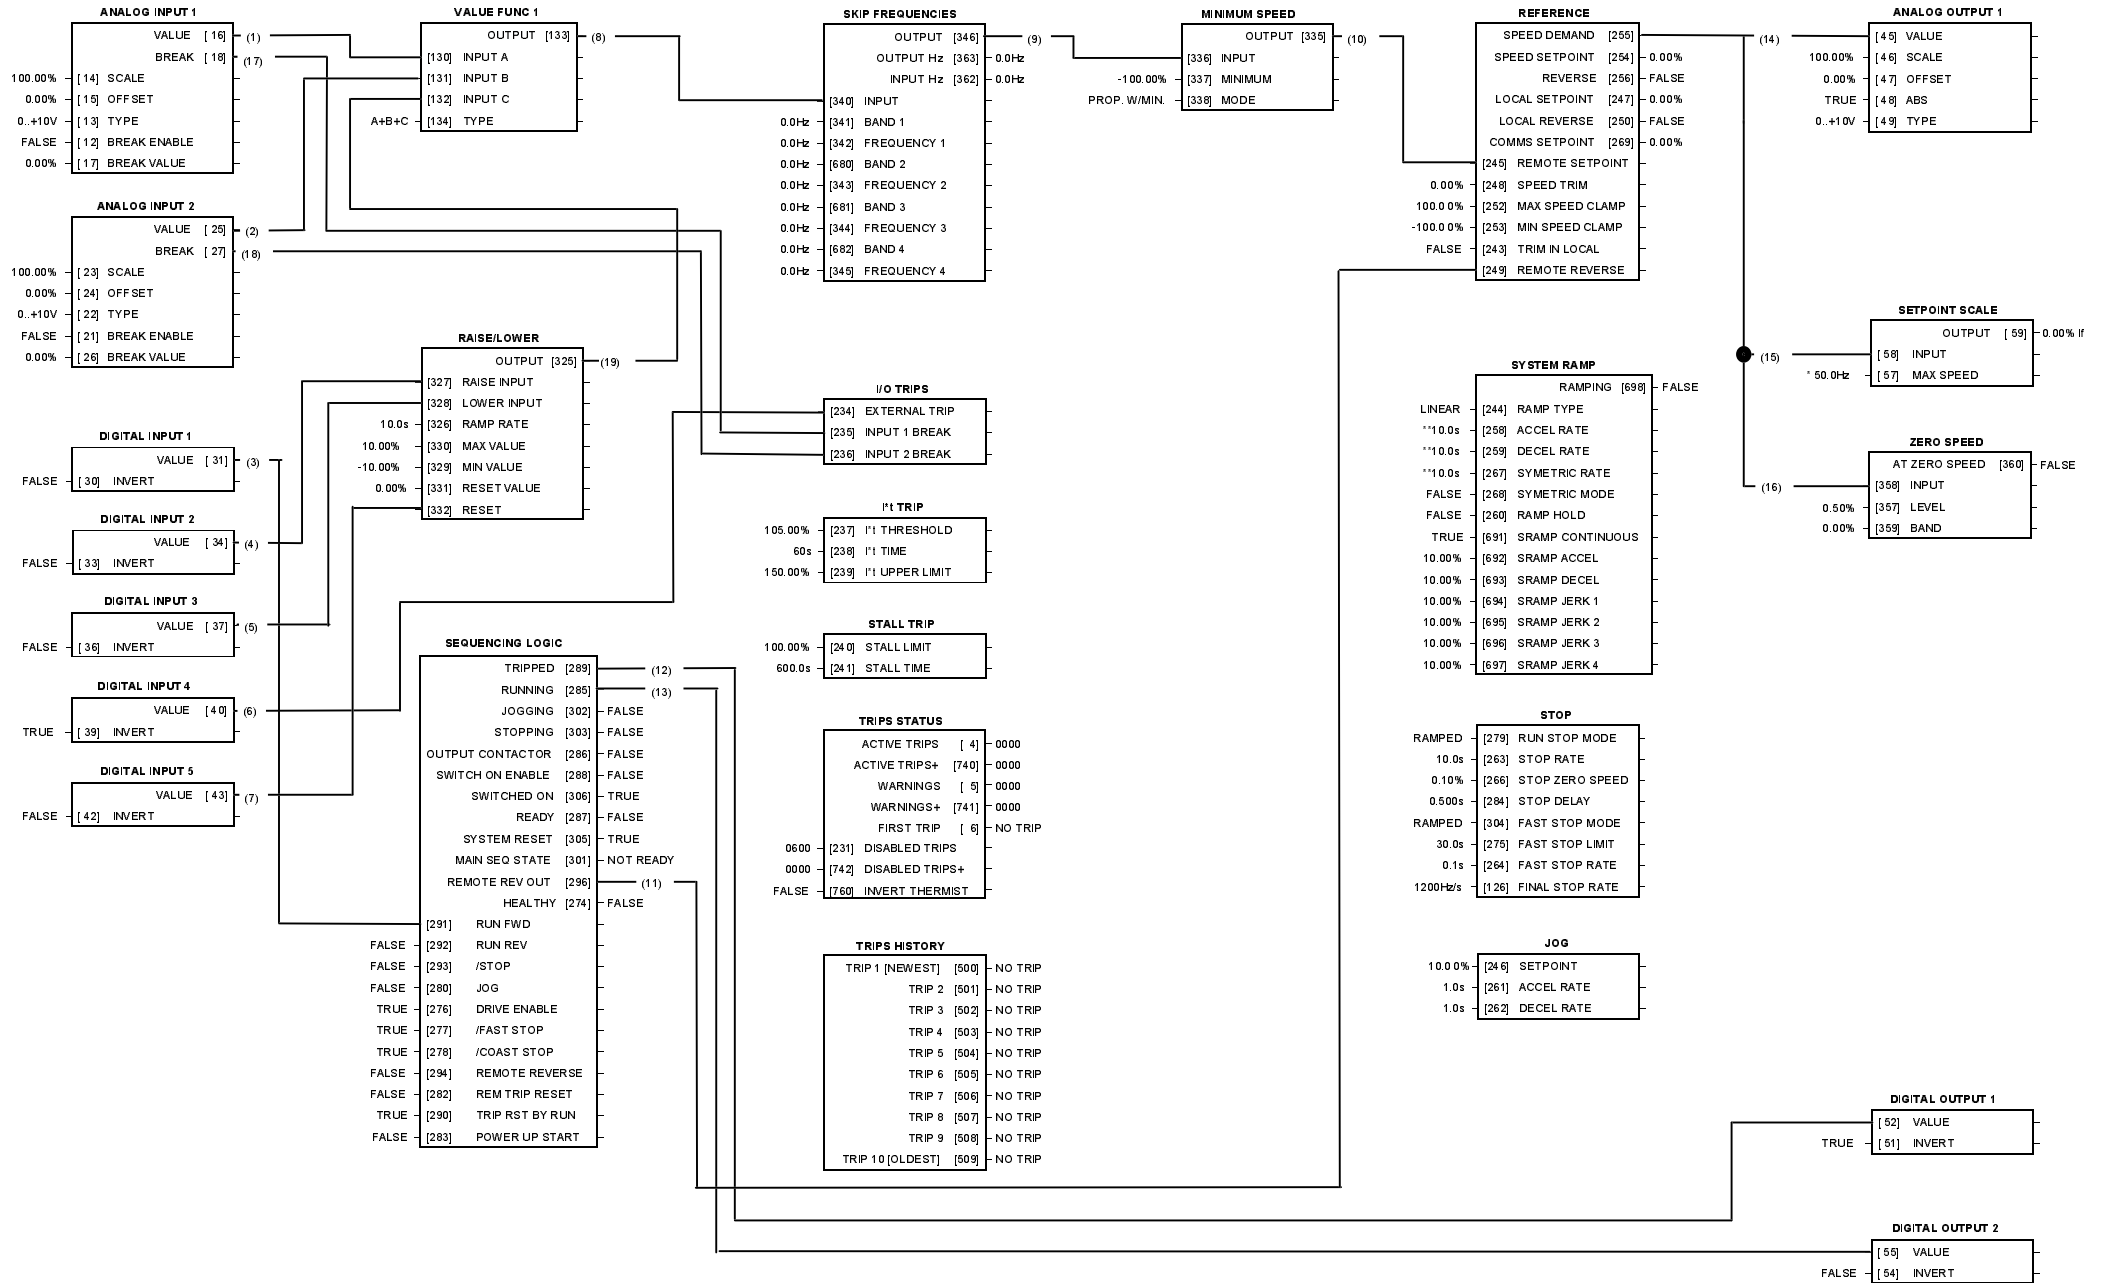 ANALOG INPUT 1
VALUE [ 16] (1)
BREAK [ 18] (17)
100.00% [ 14] SCALE
0.00% [ 15] OFFSET
0..+10V [ 13] TYPE
FALSE [ 12] BREAK ENABLE
0.00% [ 17] BREAK VALUE
ANALOG INPUT 2
VALUE [ 25] (2)
BREAK [ 27] (18)
100.00% [ 23] SCALE
0.00% [ 24] OFFSET
0..+10V [ 22] TYPE
FALSE [ 21] BREAK ENABLE
0.00% [ 26] BREAK VALUE
DIGITAL INPUT 1
VALUE [ 31] (3)
FALSE [ 30] INVERT
DIGITAL INPUT 2
VALUE [ 34] (4)
FALSE [ 33] INVERT
DIGITAL INPUT 3
VALUE [ 37] (5)
FALSE [ 36] INVERT
DIGITAL INPUT 4
VALUE [ 40] (6)
TRUE [ 39] INVERT
DIGITAL INPUT 5
VALUE [ 43] (7)
FALSE [ 42] INVERT
VALUE FUNC 1
OUTPUT [133] (8)
[130] INPUT A
[131] INPUT B
[132] INPUT C
A+B+C [134] TYPE
RAISE/LOWER
OUTPUT [325] (19)
[327] RAISE INPUT
[328] LOWER INPUT
10.0s [326] RAMP RATE
10.00% [330] MAX VALUE
-10.00% [329] MIN VALUE
0.00% [331] RESET VALUE
[332] RESET
SEQUENCING LOGIC
TRIPPED [289] (12)
RUNNING [285] (13)
JOGGING [302] FALSE
STOPPING [303] FALSE
OUTPUT CONTACTOR [286] FALSE
SWITCH ON ENABLE [288] FALSE
SWITCHED ON [306] TRUE
READY [287] FALSE
SYSTEM RESET [305] TRUE
MAIN SEQ STATE [301] NOT READY
REMOTE REV OUT [296] (11)
HEALTHY [274] FALSE
[291] RUN FWD
FALSE [292] RUN REV
FALSE [293] /STOP
FALSE [280] JOG
TRUE [276] DRIVE ENABLE
TRUE [277] /FAST STOP
TRUE [278] /COAST STOP
FALSE [294] REMOTE REVERSE
FALSE [282] REM TRIP RESET
TRUE [290] TRIP RST BY RUN
FALSE [283] POWER UP START
SKIP FREQUENCIES
OUTPUT [346] (9)
OUTPUT Hz [363] 0.0Hz
INPUT Hz [362] 0.0Hz
[340] INPUT
0.0Hz [341] BAND 1
0.0Hz [342] FREQUENCY 1
0.0Hz [680] BAND 2
0.0Hz [343] FREQUENCY 2
0.0Hz [681] BAND 3
0.0Hz [344] FREQUENCY 3
0.0Hz [682] BAND 4
0.0Hz [345] FREQUENCY 4
I/O TRIPS
[234] EXTERNAL TRIP
[235] INPUT 1 BREAK
[236] INPUT 2 BREAK
I*t TRIP
105.00% [237] I*t THRESHOLD
60s [238] I*t TIME
150.00% [239] I*t UPPER LIMIT
STALL TRIP
100.00% [240] STALL LIMIT
600.0s [241] STALL TIME
TRIPS STATUS
ACTIVE TRIPS [ 4] 0000
ACTIVE TRIPS+ [740] 0000
WARNINGS [ 5] 0000
WARNINGS+ [741] 0000
FIRST TRIP [ 6] NO TRIP
0600 [231] DISABLED TRIPS
0000 [742] DISABLED TRIPS+
FALSE [760] INVERT THERMIST
TRIPS HISTORY
TRIP 1 [NEWEST] [500] NO TRIP
TRIP 2 [501] NO TRIP
TRIP 3 [502] NO TRIP
TRIP 4 [503] NO TRIP
TRIP 5 [504] NO TRIP
TRIP 6 [505] NO TRIP
TRIP 7 [506] NO TRIP
TRIP 8 [507] NO TRIP
TRIP 9 [508] NO TRIP
TRIP 10 [OLDEST] [509] NO TRIP
MINIMUM SPEED
OUTPUT [335] (10)
[336] INPUT
-100.00% [337] MINIMUM
PROP. W/MIN. [338] MODE
REFERENCE
SPEED DEMAND [255] (14)
SPEED SETPOINT [254] 0.00%
REVERSE [256] FALSE
LOCAL SETPOINT [247] 0.00%
LOCAL REVERSE [250] FALSE
COMMS SETPOINT [269] 0.00%
[245] REMOTE SETPOINT
0.00% [248] SPEED TRIM
100.00% [252] MAX SPEED CLAMP
-100.00% [253] MIN SPEED CLAMP
FALSE [243] TRIM IN LOCAL
[249] REMOTE REVERSE
SYSTEM RAMP
RAMPING [698] FALSE
LINEAR [244] RAMP TYPE
**10.0s [258] ACCEL RATE
**10.0s [259] DECEL RATE
**10.0s [267] SYMETRIC RATE
FALSE [268] SYMETRIC MODE
FALSE [260] RAMP HOLD
TRUE [691] SRAMP CONTINUOUS
10.00% [692] SRAMP ACCEL
10.00% [693] SRAMP DECEL
10.00% [694] SRAMP JERK 1
10.00% [695] SRAMP JERK 2
10.00% [696] SRAMP JERK 3
10.00% [697] SRAMP JERK 4
STOP
RAMPED [279] RUN STOP MODE
10.0s [263] STOP RATE
0.10% [266] STOP ZERO SPEED
0.500s [284] STOP DELAY
RAMPED [304] FAST STOP MODE
30.0s [275] FAST STOP LIMIT
0.1s [264] FAST STOP RATE
1200Hz/s [126] FINAL STOP RATE
JOG
10.00% [246] SETPOINT
1.0s [261] ACCEL RATE
1.0s [262] DECEL RATE
ANALOG OUTPUT 1
[ 45] VALUE
100.00% [ 46] SCALE
0.00% [ 47] OFFSET
TRUE [ 48] ABS
0..+10V [ 49] TYPE
SETPOINT SCALE
OUTPUT [ 59] 0.00% lf
(15) [ 58] INPUT
* 50.0Hz [ 57] MAX SPEED
ZERO SPEED
AT ZERO SPEED [360] FALSE
(16) [358] INPUT
0.50% [357] LEVEL
0.00% [359] BAND
DIGITAL OUTPUT 1
[ 52] VALUE
TRUE [ 51] INVERT
DIGITAL OUTPUT 2
[ 55] VALUE
FALSE [ 54] INVERT